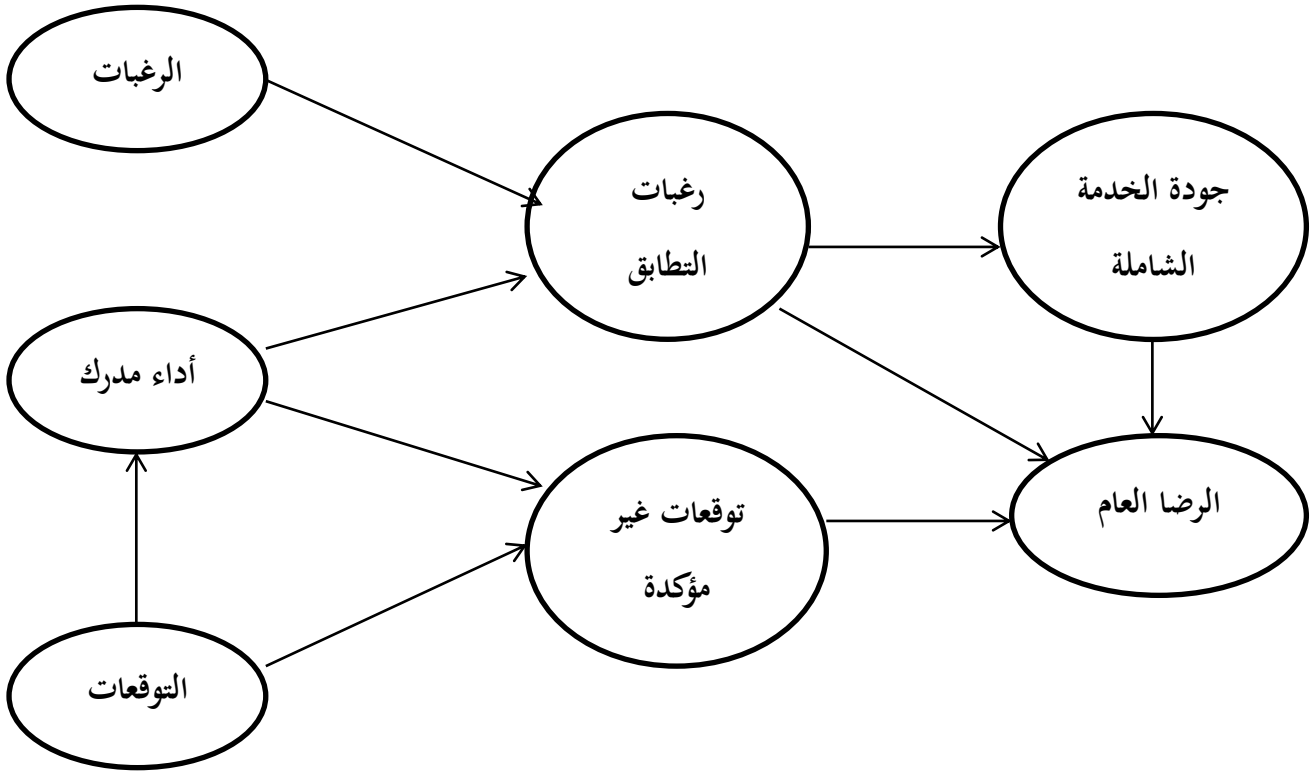 الرغبات
رغبات
التطابق
جودة الخدمة
الشاملة
أداء مدرك
توقعات غير
مؤكدة
الرضا العام
التوقعات